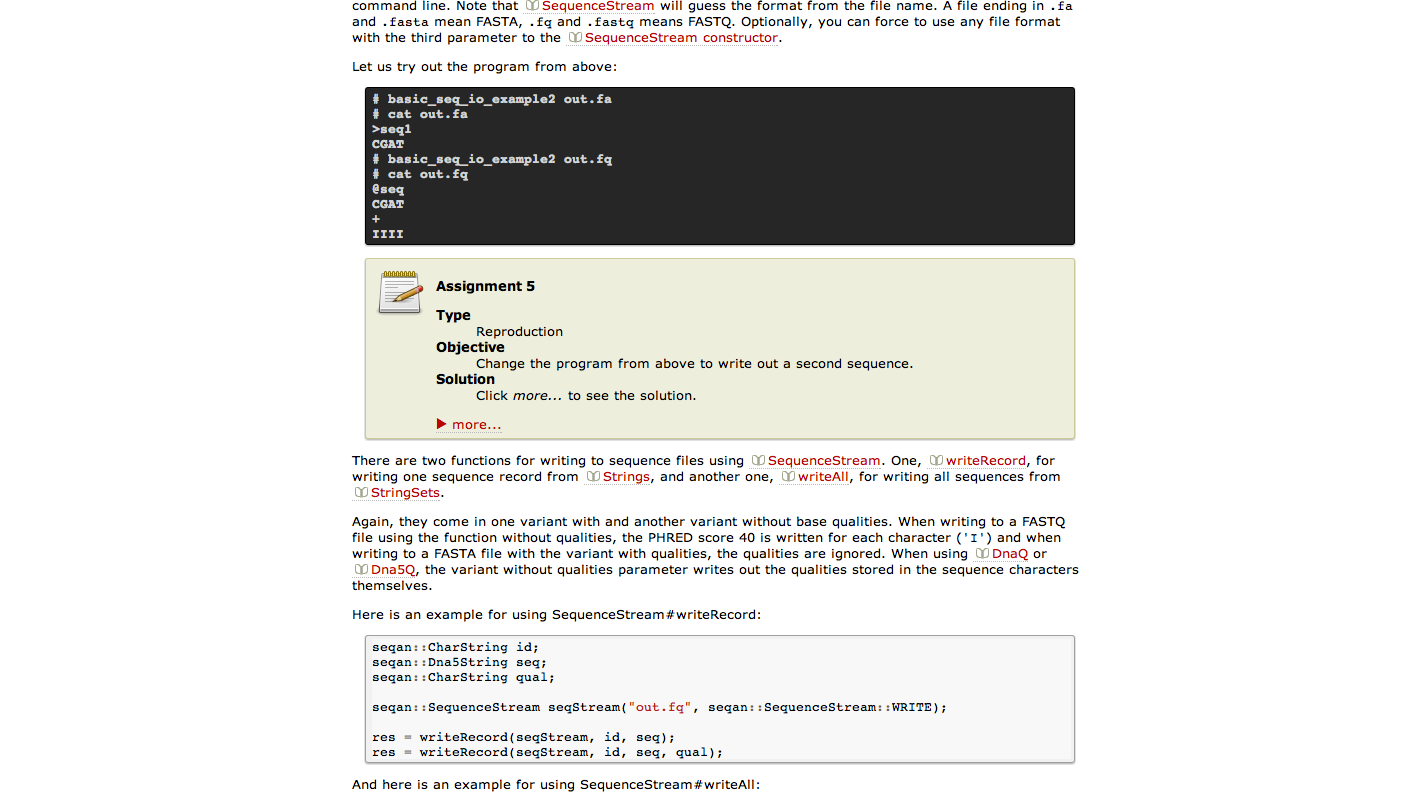 command line. Note that SequenceStream will guess the format from the file name. A file ending in .fa
and .fasta mean FASTA, .fq and .fastq means FASTQ. Optionally, you can force to use any file format
with the third parameter to the SequenceStream constructor.
Let us try out the program from above:
# basic_seq_io_example2 out.fa
# cat out.fa
>seq1
CGAT
# basic_seq_io_example2 out.fq
# cat out.fq
@seq
CGAT
+
IIII
Assignment 5
Type
Reproduction
Objective
Change the program from above to write out a second sequence.
Solution
Click more... to see the solution.
more...
There are two functions for writing to sequence files using SequenceStream. One, writeRecord, for
writing one sequence record from Strings, and another one, writeAll, for writing all sequences from
StringSets.
Again, they come in one variant with and another variant without base qualities. When writing to a FASTQ
file using the function without qualities, the PHRED score 40 is written for each character ('I') and when
writing to a FASTA file with the variant with qualities, the qualities are ignored. When using DnaQ or
Dna5Q, the variant without qualities parameter writes out the qualities stored in the sequence characters
themselves.
Here is an example for using SequenceStream#writeRecord:
seqan::CharString id;
seqan::Dna5String seq;
seqan::CharString qual;
seqan::SequenceStream seqStream("out.fq", seqan::SequenceStream::WRITE);
res = writeRecord(seqStream, id, seq);
res = writeRecord(seqStream, id, seq, qual);
And here is an example for using SequenceStream#writeAll: